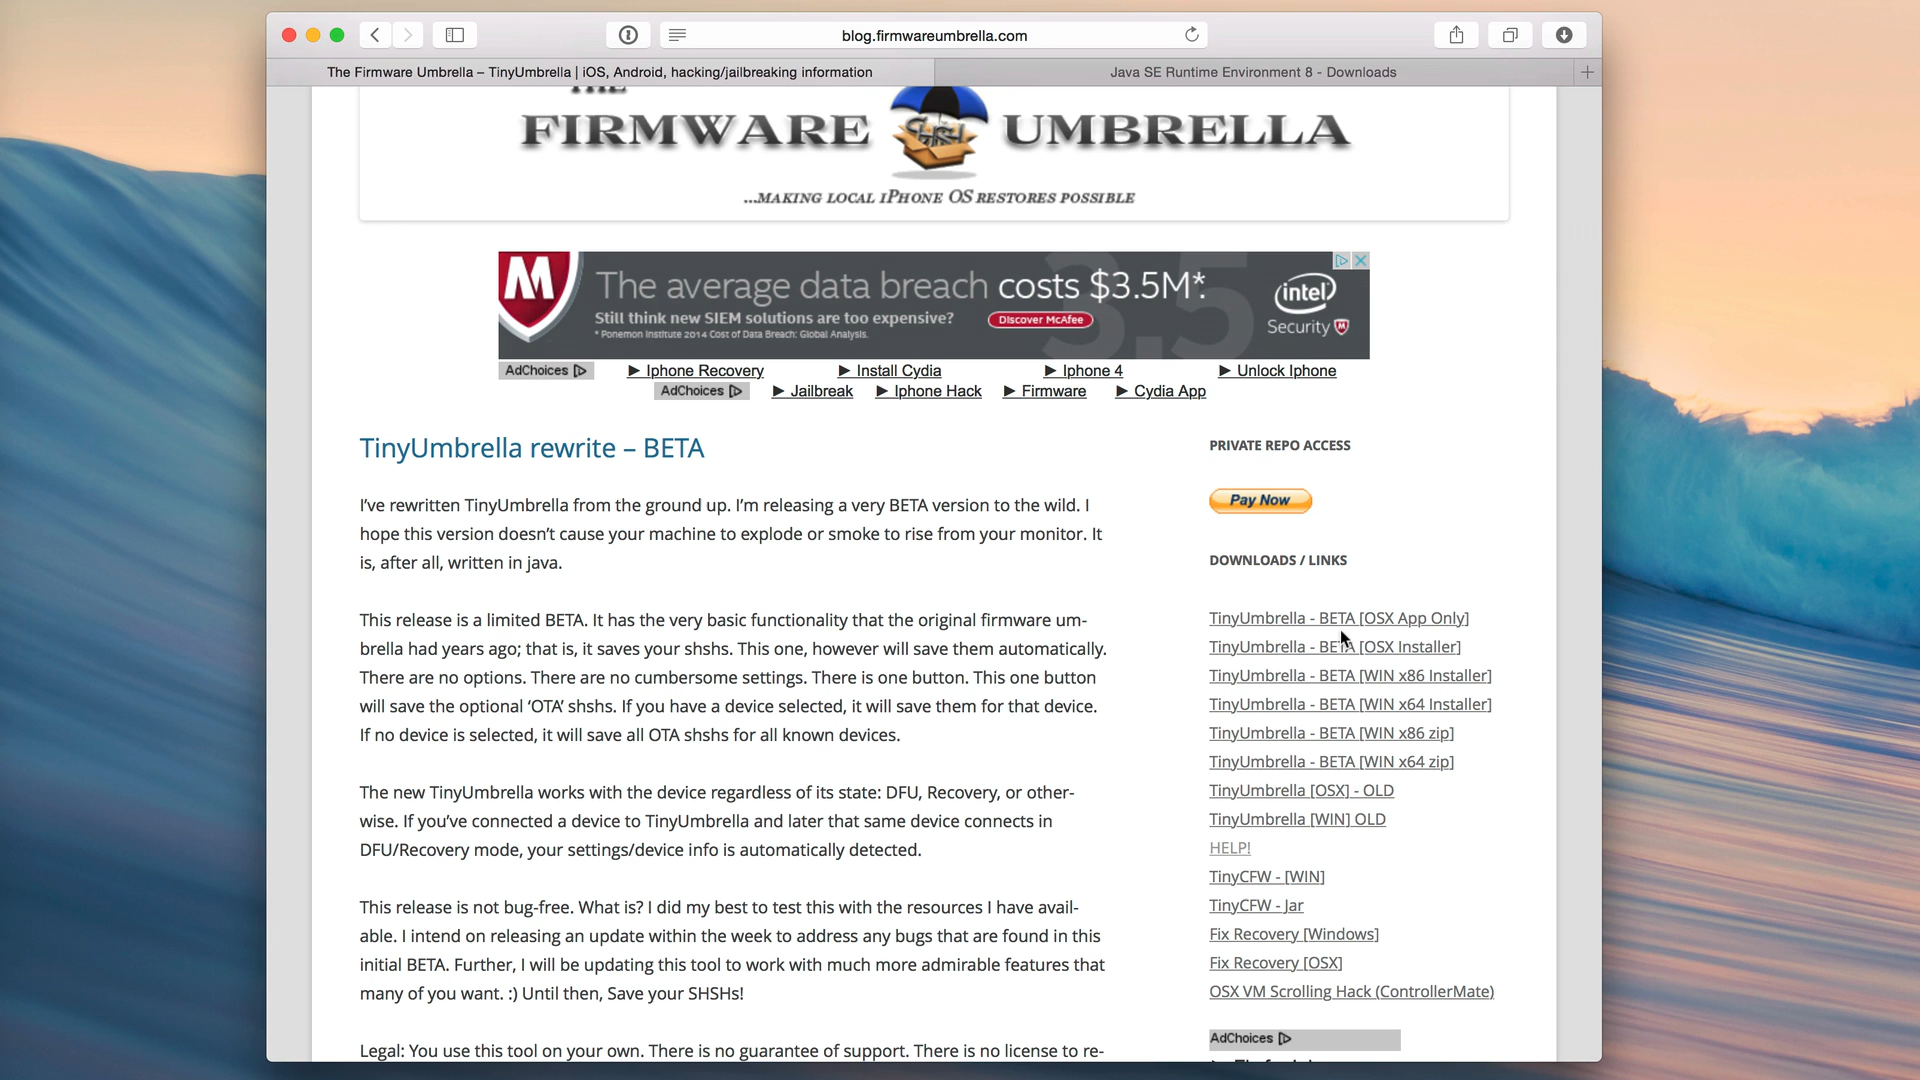 blog.firmwareumbrella.com
The Firmware Umbrella – TinyUmbrella | iOS, Android, hacking/jailbreaking information
Java SE Runtime Environment 8 - Downloads
THE
FIRMWARE UMBRELLA
...MAKING LOCAL iPHONE OS RESTORES POSSIBLE
The average data breach costs $3.5M*.
Still think new SIEM solutions are too expensive?
Discover McAfee
* Ponemon Institute 2014 Cost of Data Breach: Global Analysis.
intel
Security
AdChoices
Iphone Recovery
Install Cydia
Iphone 4
Unlock Iphone
AdChoices
Jailbreak
Iphone Hack
Firmware
Cydia App
TinyUmbrella rewrite – BETA
I've rewritten TinyUmbrella from the ground up. I'm releasing a very BETA version to the wild. I
hope this version doesn't cause your machine to explode or smoke to rise from your monitor. It
is, after all, written in java.
This release is a limited BETA. It has the very basic functionality that the original firmware um-
brella had years ago; that is, it saves your shshs. This one, however will save them automatically.
There are no options. There are no cumbersome settings. There is one button. This one button
will save the optional 'OTA' shshs. If you have a device selected, it will save them for that device.
If no device is selected, it will save all OTA shshs for all known devices.
The new TinyUmbrella works with the device regardless of its state: DFU, Recovery, or other-
wise. If you've connected a device to TinyUmbrella and later that same device connects in
DFU/Recovery mode, your settings/device info is automatically detected.
This release is not bug-free. What is? I did my best to test this with the resources I have avail-
able. I intend on releasing an update within the week to address any bugs that are found in this
initial BETA. Further, I will be updating this tool to work with much more admirable features that
many of you want. :) Until then, Save your SHSHs!
Legal: You use this tool on your own. There is no guarantee of support. There is no license to re-
PRIVATE REPO ACCESS
Pay Now
DOWNLOADS / LINKS
TinyUmbrella - BETA [OSX App Only]
TinyUmbrella - BETA [OSX Installer]
TinyUmbrella - BETA [WIN x86 Installer]
TinyUmbrella - BETA [WIN x64 Installer]
TinyUmbrella - BETA [WIN x86 zip]
TinyUmbrella - BETA [WIN x64 zip]
TinyUmbrella [OSX] - OLD
TinyUmbrella [WIN] OLD
HELP!
TinyCFW - [WIN]
TinyCFW - Jar
Fix Recovery [Windows]
Fix Recovery [OSX]
OSX VM Scrolling Hack (ControllerMate)
AdChoices